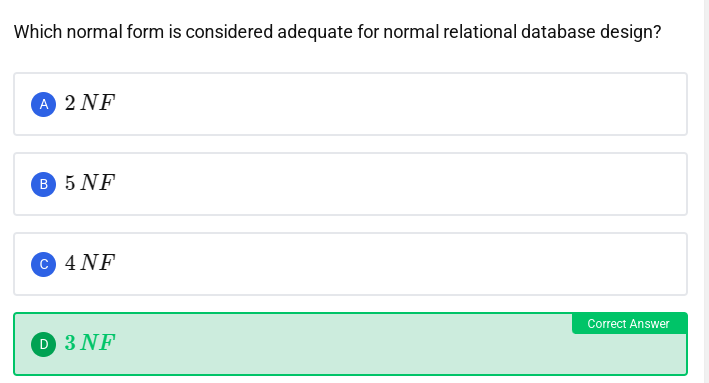 Which normal form is considered adequate for normal relational database design?
A 2 NF
B 5 NF
C 4 NF
Correct Answer
D 3 NF